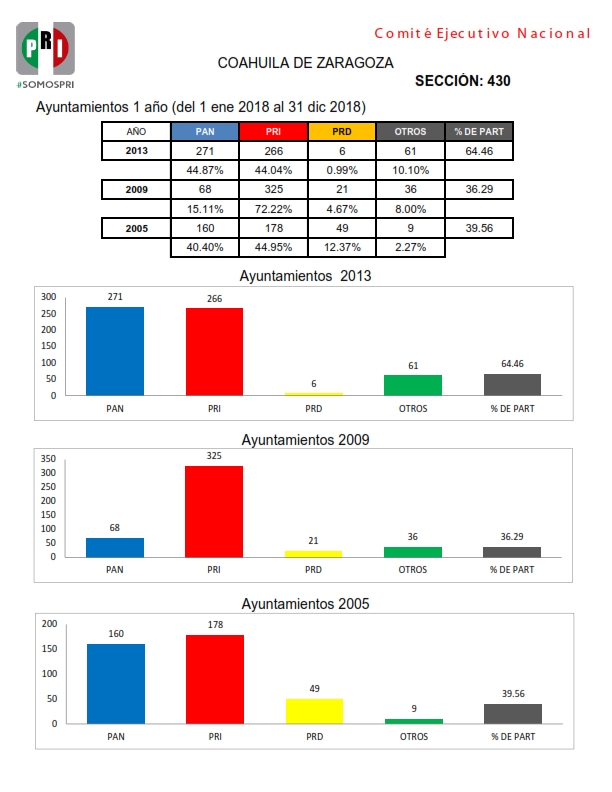 Comité Ejecutivo Nacional
PRI
#SOMOSPRI
COAHUILA DE ZARAGOZA
SECCIÓN: 430
Ayuntamientos 1 año (del 1 ene 2018 al 31 dic 2018)
AÑO PAN PRI PRD OTROS % DE PART
2013 271 266 6 61 64.46
44.87% 44.04% 0.99% 10.10%
2009 68 325 21 36 36.29
15.11% 72.22% 4.67% 8.00%
2005 160 178 49 9 39.56
40.40% 44.95% 12.37% 2.27%
Ayuntamientos 2013
300
250
200
150
100
50
0
271 266 6 61 64.46
PAN PRI PRD OTROS % DE PART
Ayuntamientos 2009
350
300
250
200
150
100
50
0
68 325 21 36 36.29
PAN PRI PRD OTROS % DE PART
Ayuntamientos 2005
200
150
100
50
0
160 178 49 9 39.56
PAN PRI PRD OTROS % DE PART